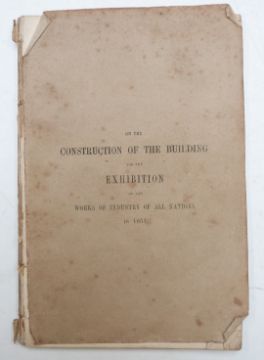 ON THE
CONSTRUCTION OF THE BUILDING
FOR THE
EXHIBITION
OF THE
WORKS OF INDUSTRY OF ALL NATIONS
IN 1851.